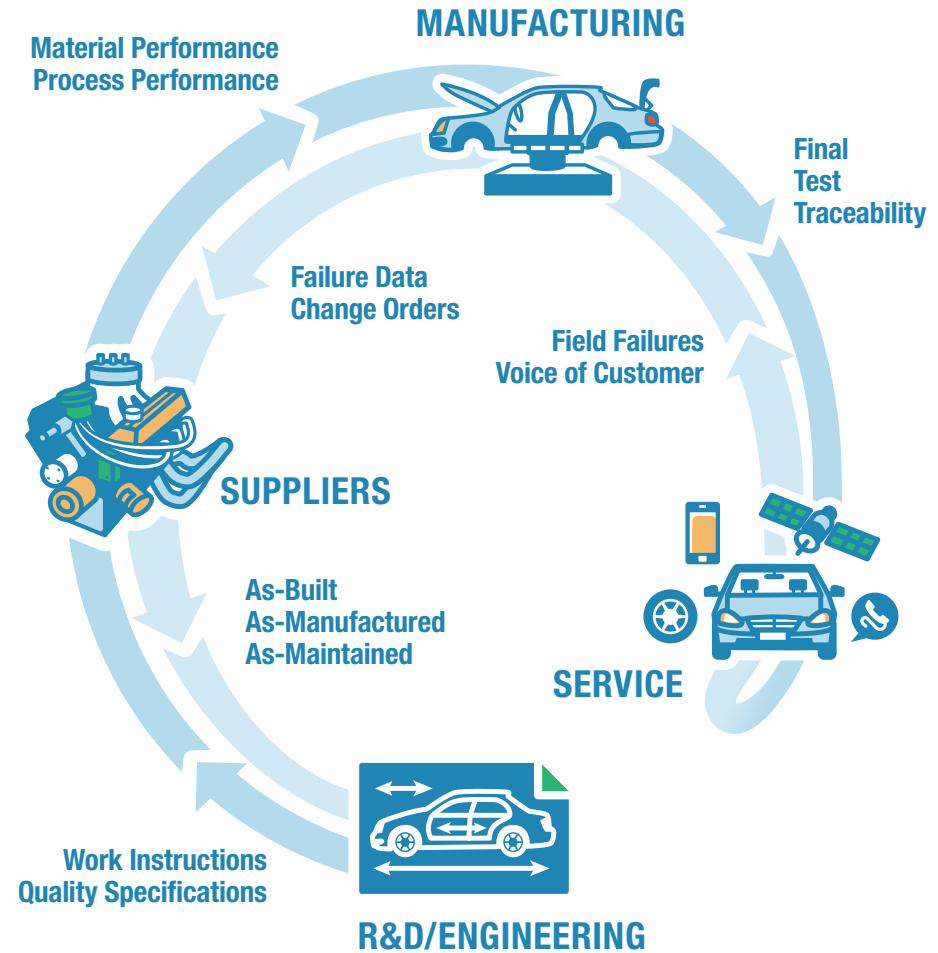 MANUFACTURING
Material Performance
Process Performance
Final
Test
Traceability
Failure Data
Change Orders
Field Failures
Voice of Customer
SUPPLIERS
As-Built
As-Manufactured
As-Maintained
SERVICE
Work Instructions
Quality Specifications
R&D/ENGINEERING